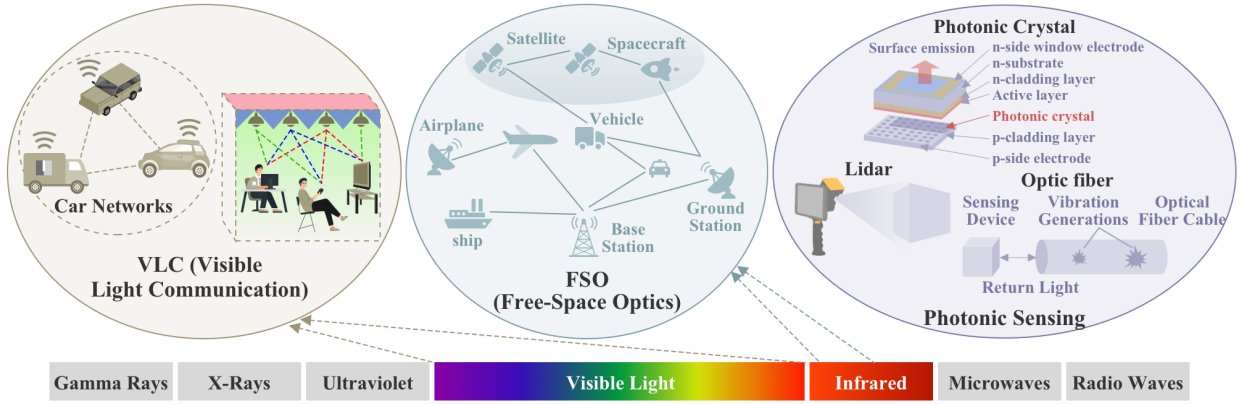 Car Networks
VLC (Visible
Light Communication)
Satellite
Spacecraft
Airplane
Vehicle
ship
Base
Station
Ground
Station
FSO
(Free-Space Optics)
Photonic Crystal
Surface emission
n-side window electrode
n-substrate
n-cladding layer
Active layer
Photonic crystal
p-cladding layer
p-side electrode
Lidar
Optic fiber
Sensing
Device
Vibration
Generations
Optical
Fiber Cable
Return Light
Photonic Sensing
Gamma Rays
X-Rays
Ultraviolet
Visible Light
Infrared
Microwaves
Radio Waves